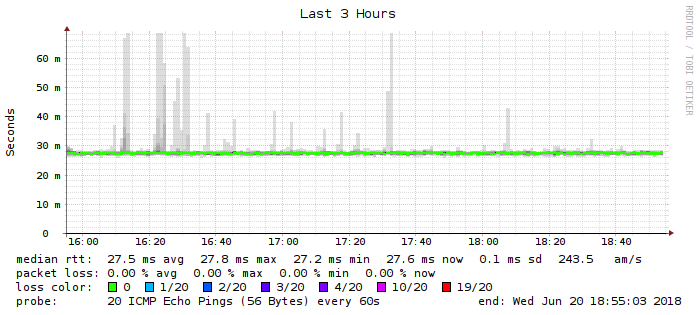 Last 3 Hours
RRDTOOL / TOBI OETIKER
Seconds
60 m
50 m
40 m
30 m
20 m
10 m
0
16:00 16:20 16:40 17:00 17:20 17:40 18:00 18:20 18:40
median rtt: 27.5 ms avg 27.8 ms max 27.2 ms min 27.6 ms now 0.1 ms sd 243.5 am/s
packet loss: 0.00 % avg 0.00 % max 0.00 % min 0.00 % now
loss color: 0 1/20 2/20 3/20 4/20 10/20 19/20
probe: 20 ICMP Echo Pings (56 Bytes) every 60s end: Wed Jun 20 18:55:03 2018